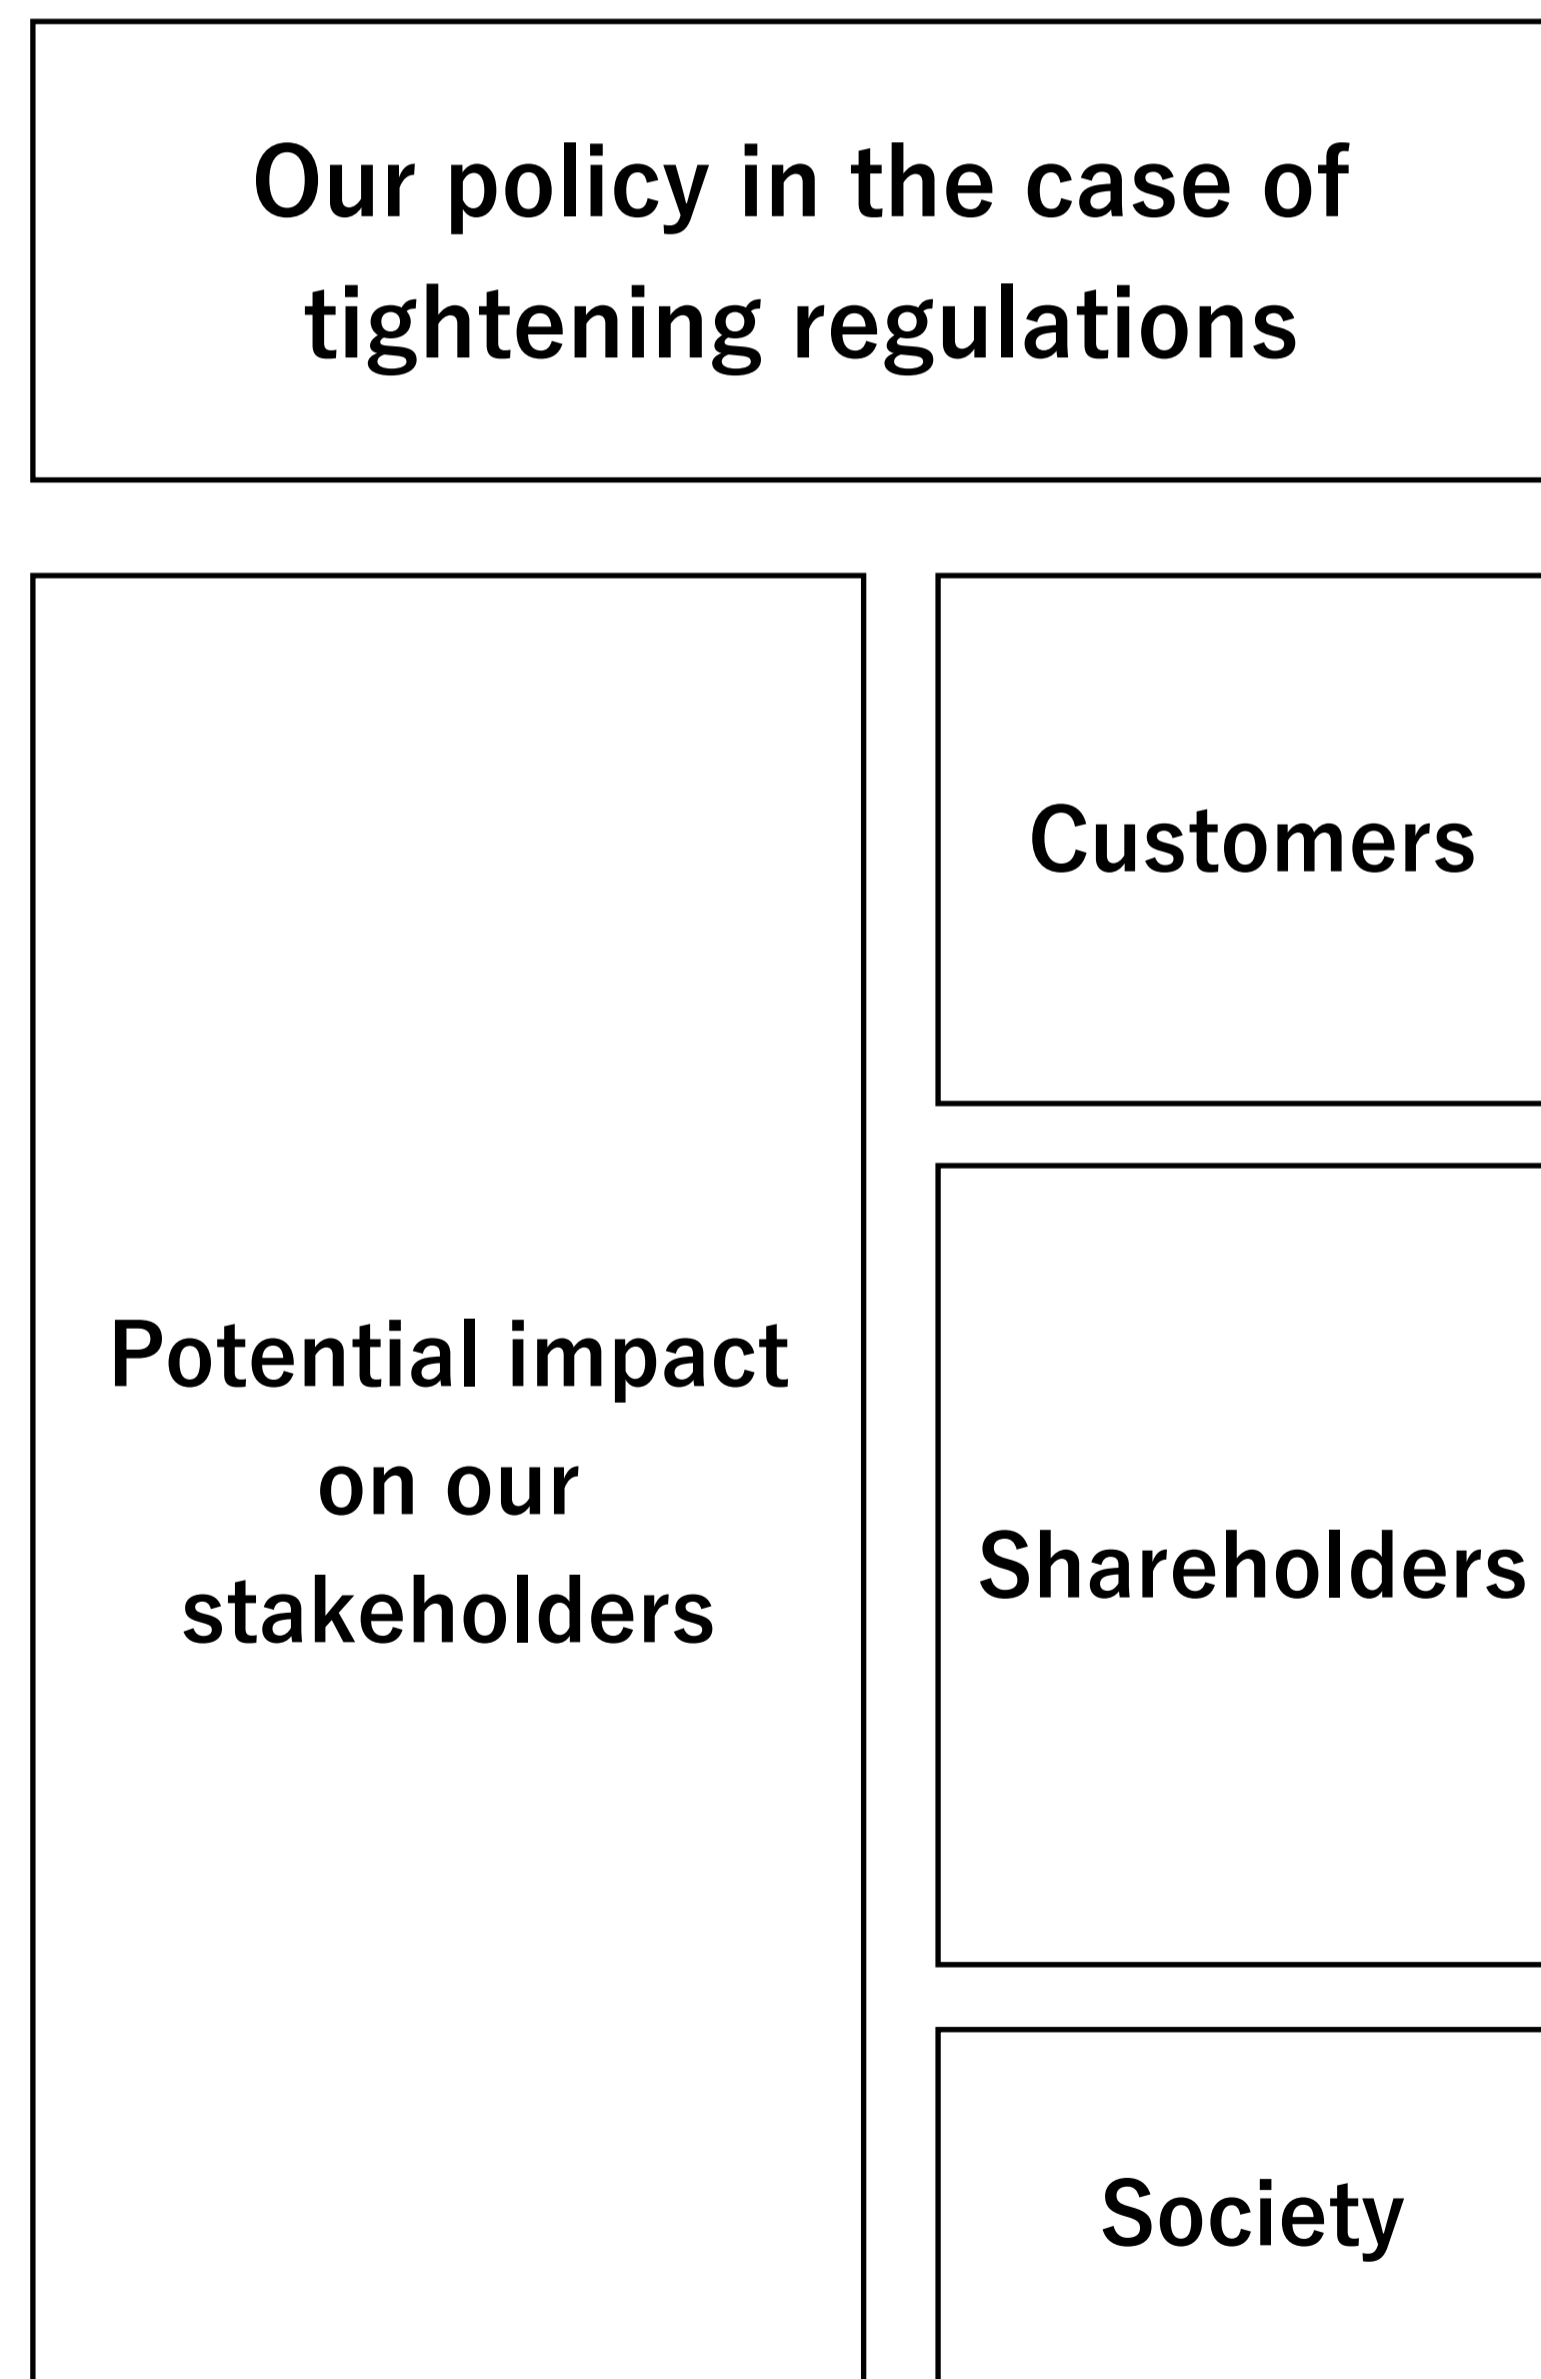 Our policy in the case of
tightening regulations
Potential impact
on our
stakeholders
Customers
Shareholders
Society